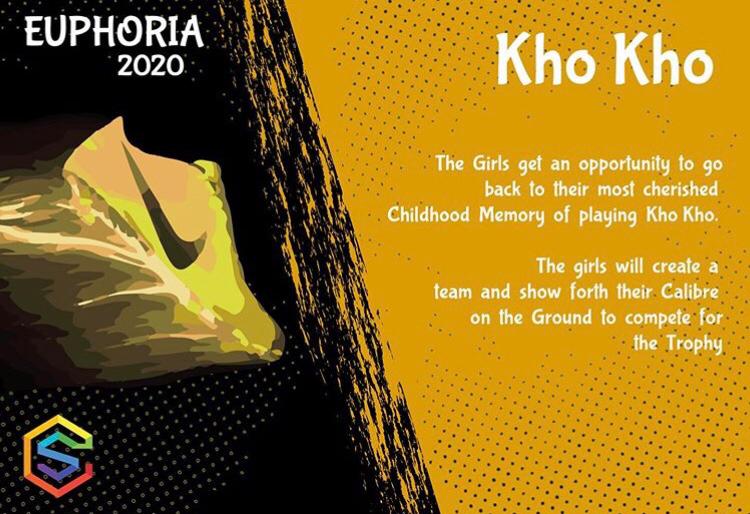 EUPHORIA
2020
Kho Kho
The Girls get an opportunity to go
back to their most cherished
Childhood Memory of playing Kho Kho.
The girls will create a
team and show forth their Calibre
on the Ground to compete for
the Trophy